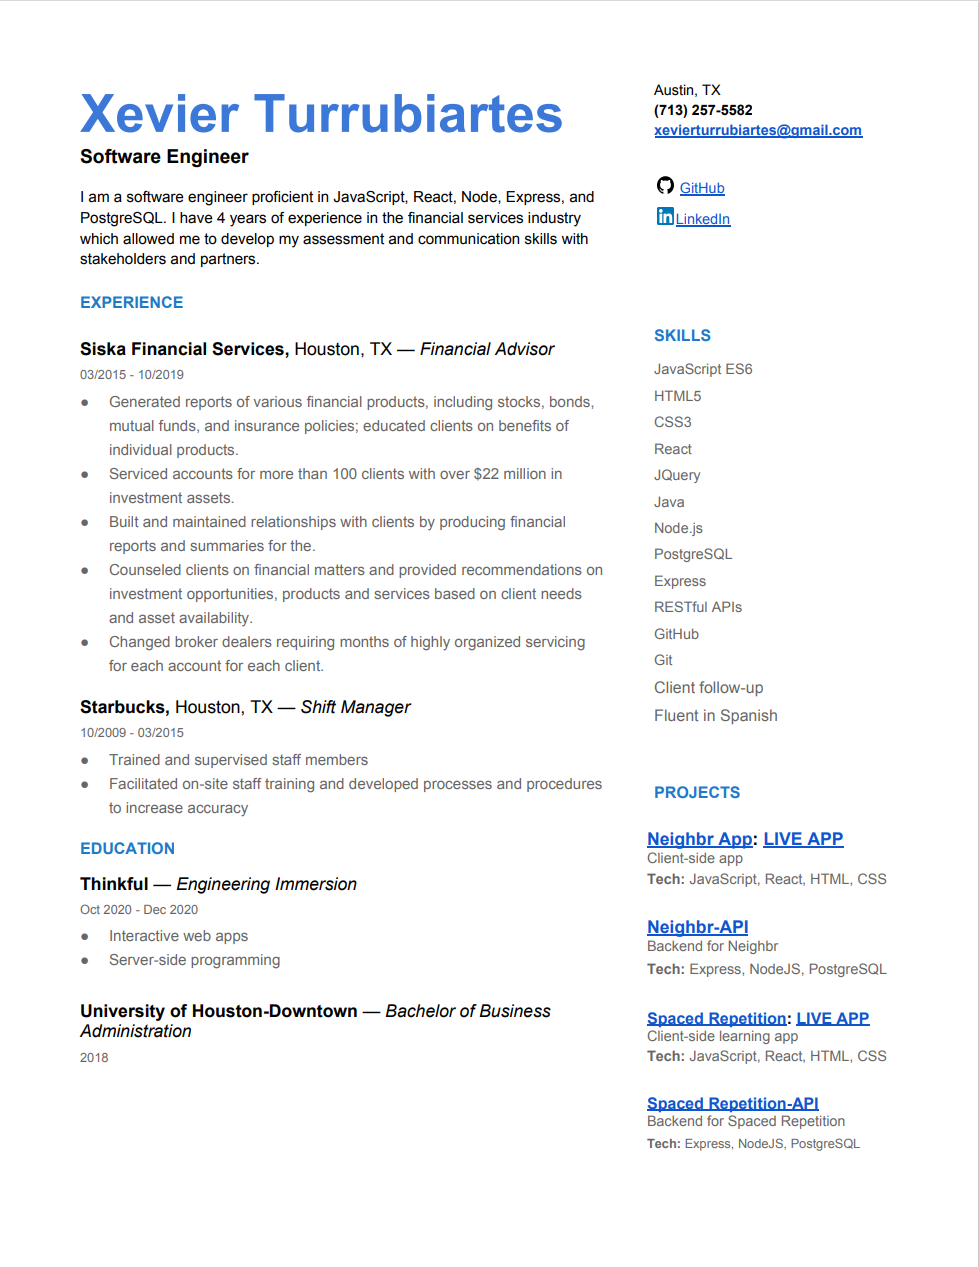 Xevier Turrubiartes
Software Engineer
I am a software engineer proficient in JavaScript, React, Node, Express, and
PostgreSQL. I have 4 years of experience in the financial services industry
which allowed me to develop my assessment and communication skills with
stakeholders and partners.
EXPERIENCE
Siska Financial Services, Houston, TX — Financial Advisor
03/2015 - 10/2019
● Generated reports of various financial products, including stocks, bonds,
mutual funds, and insurance policies; educated clients on benefits of
individual products.
● Serviced accounts for more than 100 clients with over $22 million in
investment assets.
● Built and maintained relationships with clients by producing financial
reports and summaries for the.
● Counseled clients on financial matters and provided recommendations on
investment opportunities, products and services based on client needs
and asset availability.
● Changed broker dealers requiring months of highly organized servicing
for each account for each client.
Starbucks, Houston, TX — Shift Manager
10/2009 - 03/2015
● Trained and supervised staff members
● Facilitated on-site staff training and developed processes and procedures
to increase accuracy
EDUCATION
Thinkful — Engineering Immersion
Oct 2020 - Dec 2020
● Interactive web apps
● Server-side programming
University of Houston-Downtown — Bachelor of Business
Administration
2018
Austin, TX
(713) 257-5582
xevierturrubiartes@gmail.com
GitHub
in LinkedIn
SKILLS
JavaScript ES6
HTML5
CSS3
React
JQuery
Java
Node.js
PostgreSQL
Express
RESTful APIs
GitHub
Git
Client follow-up
Fluent in Spanish
PROJECTS
Neighbr App: LIVE APP
Client-side app
Tech: JavaScript, React, HTML, CSS
Neighbr-API
Backend for Neighbr
Tech: Express, NodeJS, PostgreSQL
Spaced Repetition: LIVE APP
Client-side learning app
Tech: JavaScript, React, HTML, CSS
Spaced Repetition-API
Backend for Spaced Repetition
Tech: Express, NodeJS, PostgreSQL